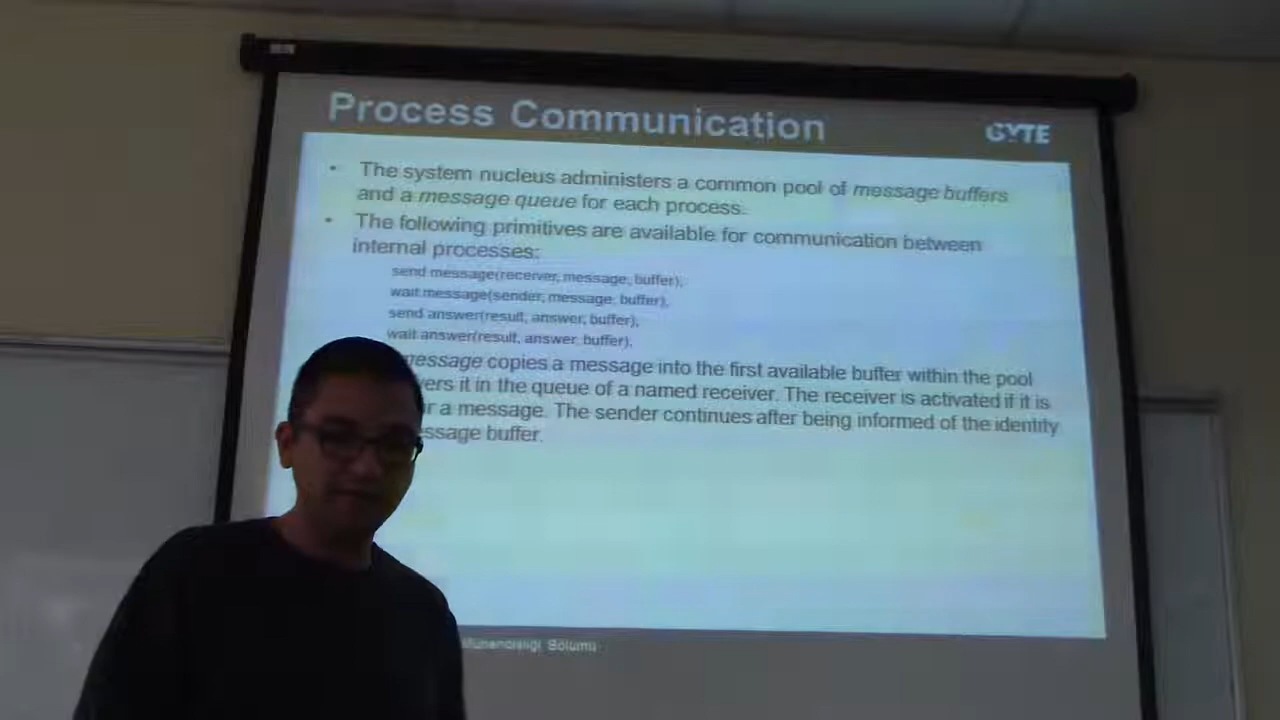 Process Communication
GYTE
The system nucleus administers a common pool of message buffers
and a message queue for each process.
The following primitives are available for communication between
internal processes:
send message(receiver, message, buffer),
wait message(sender, message, buffer),
send answer(result, answer, buffer),
wait answer(result, answer, buffer),
message copies a message into the first available buffer within the pool
vers it in the queue of a named receiver. The receiver is activated if it is
r a message. The sender continues after being informed of the identity
ssage buffer.
Bölümü